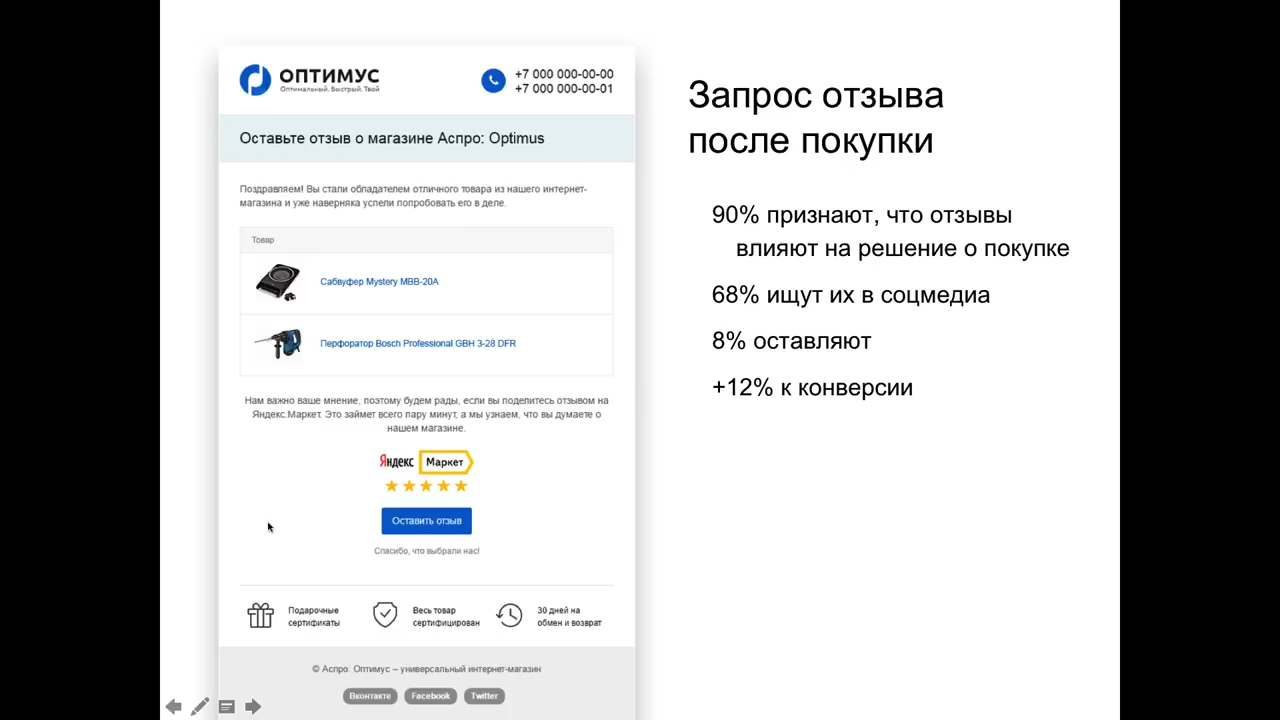 ОПТИМУС
Оптимальный. Быстрый. Твой
+7 000 000-00-00
+7 000 000-00-01
Оставьте отзыв о магазине Аспро: Optimus
Поздравляем! Вы стали обладателем отличного товара из нашего интернет-
магазина и уже наверняка успели попробовать его в деле.
Товар
Сабвуфер Mystery MBB-20A
Перфоратор Bosch Professional GBH 3-28 DFR
Нам важно ваше мнение, поэтому будем рады, если вы поделитесь отзывом на
Яндекс.Маркет. Это займет всего пару минут, а мы узнаем, что вы думаете о
нашем магазине.
Яндекс Маркет
Оставить отзыв
Спасибо, что выбрали нас!
Подарочные
сертификаты
Весь товар
сертифицирован
30 дней на
обмен и возврат
© Аспро: Оптимус – универсальный интернет-магазин
Вконтакте Facebook Twitter
Запрос отзыва
после покупки
90% признают, что отзывы
влияют на решение о покупке
68% ищут их в соцмедиа
8% оставляют
+12% к конверсии